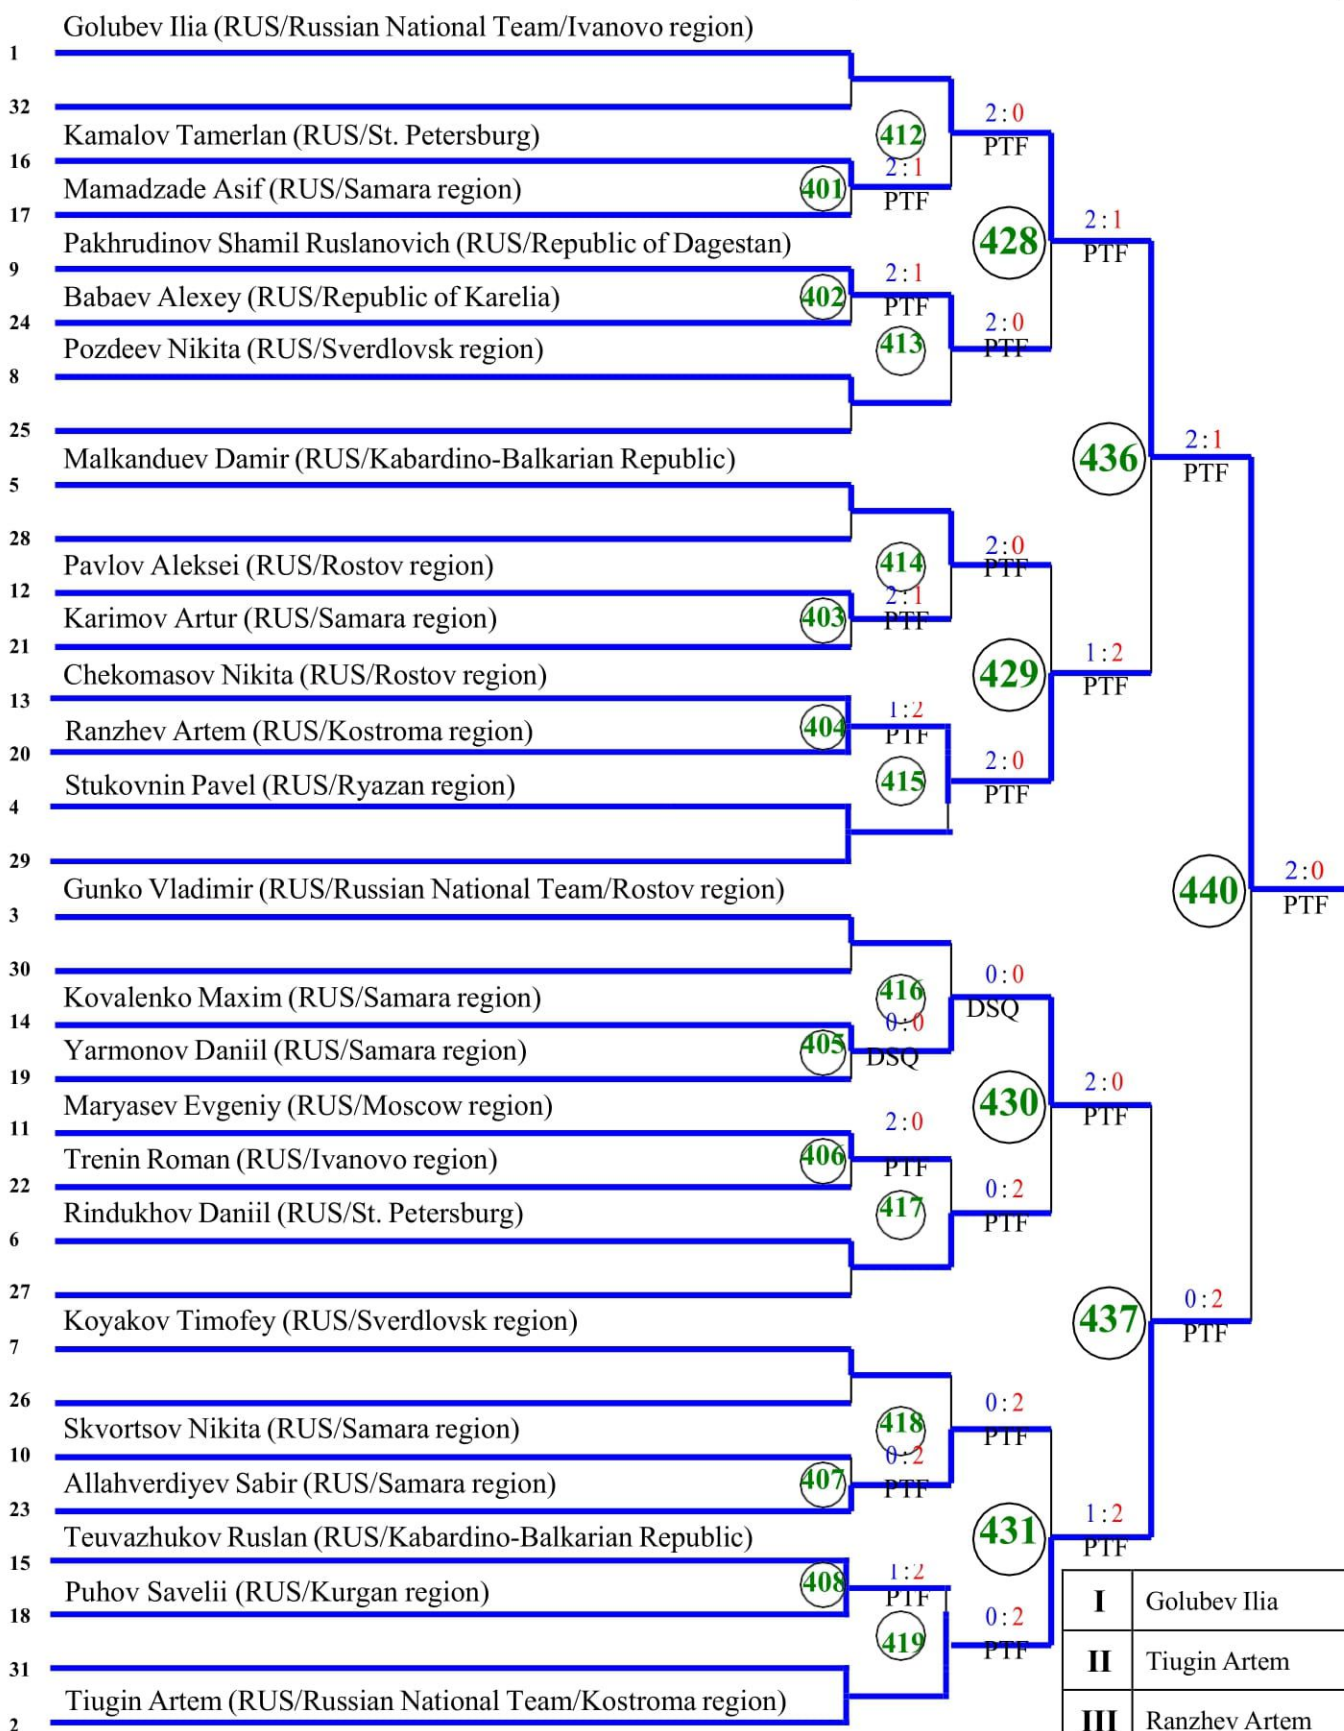 Golubev Ilia (RUS/Russian National Team/Ivanovo region)
1
32
2:0
Kamalov Tamerlan (RUS/St. Petersburg)
412
PTF
16
2:1
Mamadzade Asif (RUS/Samara region)
401
PTF
17
2:1
Pakhrudinov Shamil Ruslanovich (RUS/Republic of Dagestan)
428
PTF
9
2:1
Babaev Alexey (RUS/Republic of Karelia)
402
PTF
24
2:0
Pozdeev Nikita (RUS/Sverdlovsk region)
413
PTF
8
25
2:1
Malkanduev Damir (RUS/Kabardino-Balkarian Republic)
436
PTF
5
28
2:0
Pavlov Aleksei (RUS/Rostov region)
414
PTF
12
2:1
Karimov Artur (RUS/Samara region)
403
PTF
21
1:2
Chekomasov Nikita (RUS/Rostov region)
429
PTF
13
1:2
Ranzhev Artem (RUS/Kostroma region)
404
PTF
20
2:0
Stukovnin Pavel (RUS/Ryazan region)
415
PTF
4
29
2:0
Gunko Vladimir (RUS/Russian National Team/Rostov region)
440
PTF
3
30
0:0
Kovalenko Maxim (RUS/Samara region)
416
DSQ
14
0:0
Yarmonov Daniil (RUS/Samara region)
405
DSQ
19
2:0
Maryasev Evgeniy (RUS/Moscow region)
430
PTF
11
2:0
Trenin Roman (RUS/Ivanovo region)
406
PTF
22
0:2
Rindukhov Daniil (RUS/St. Petersburg)
417
PTF
6
27
0:2
Koyakov Timofey (RUS/Sverdlovsk region)
437
PTF
7
26
0:2
Skvortsov Nikita (RUS/Samara region)
418
PTF
10
0:2
Allahverdiyev Sabir (RUS/Samara region)
407
PTF
23
1:2
Teuvazhukov Ruslan (RUS/Kabardino-Balkarian Republic)
431
PTF
15
1:2
Puhov Savelii (RUS/Kurgan region)
408
PTF
I Golubev Ilia
18
0:2
419
PTF
31
II Tiugin Artem
Tiugin Artem (RUS/Russian National Team/Kostroma region)
2
III Ranzhev Artem